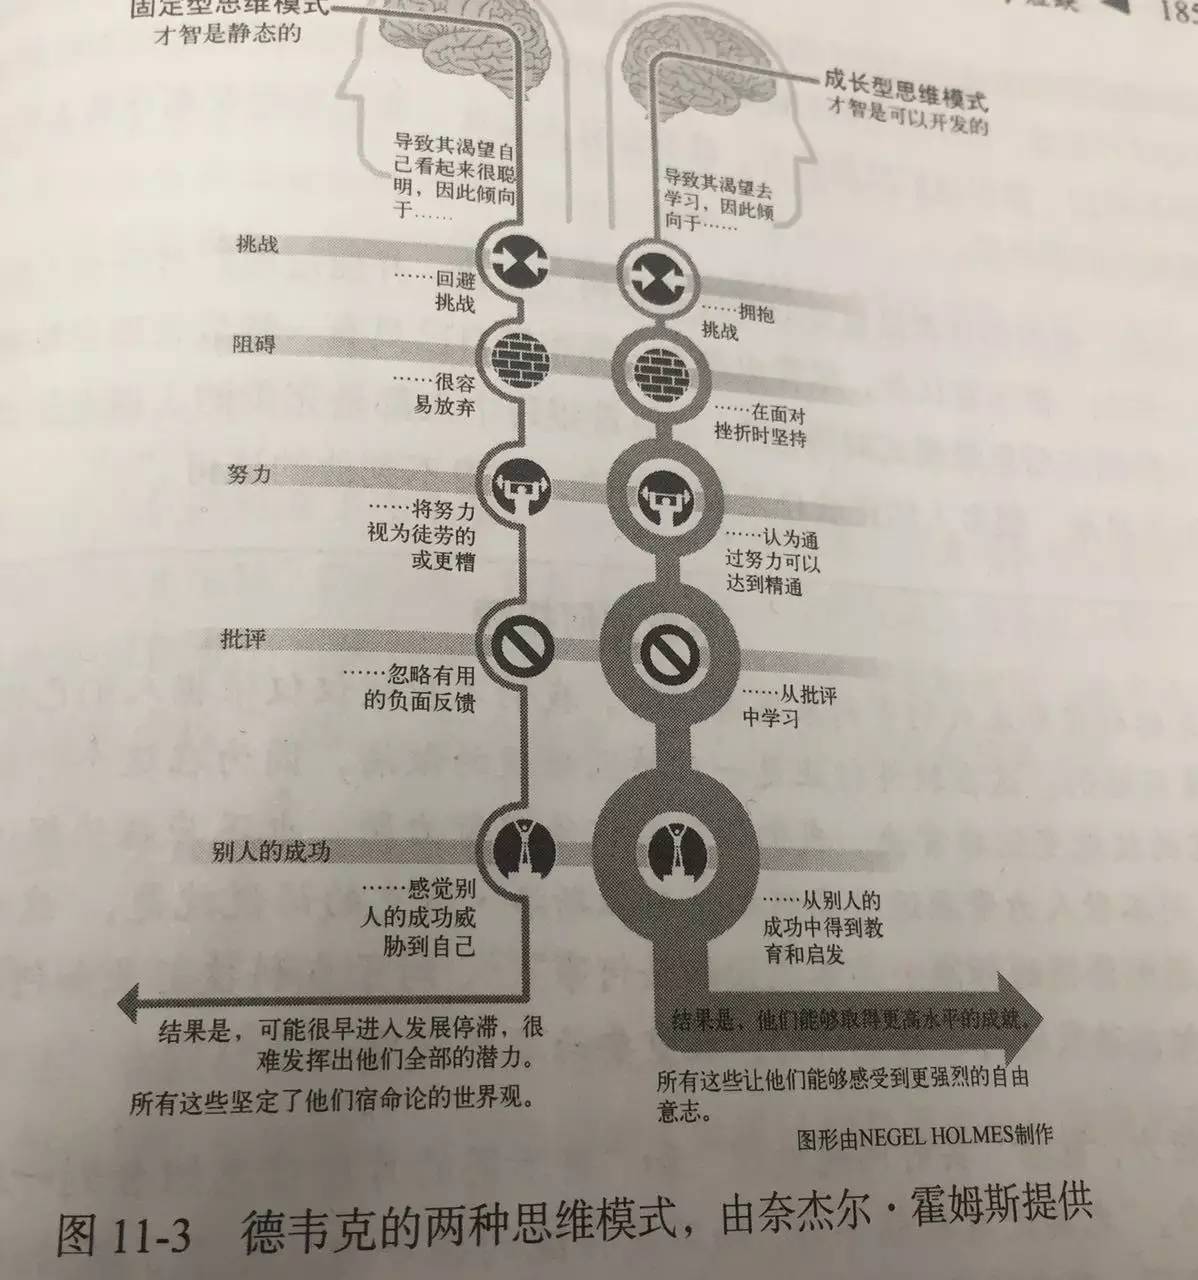 185
固定型思维模式
才智是静态的
成长型思维模式
才智是可以开发的
导致其渴望自
己看起来很聪
明，因此倾向
于……
导致其渴望去
学习，因此倾
向于……
挑战
……回避
挑战
……拥抱
挑战
阻碍
……很容
易放弃
……在面对
挫折时坚持
努力
……将努力
视为徒劳的
或更糟
……认为通
过努力可以
达到精通
批评
……忽略有用
的负面反馈
……从批评
中学习
别人的成功
……感觉别
人的成功威
胁到自己
……从别人的
成功中得到教
育和启发
结果是，可能很早进入发展停滞，很
难发挥出他们全部的潜力。
所有这些坚定了他们宿命论的世界观。
结果是，他们能够取得更高水平的成就。
所有这些让他们能够感受到更强烈的自由
意志。
图形由NEGEL HOLMES制作
图 11-3 德韦克的两种思维模式，由奈杰尔·霍姆斯提供